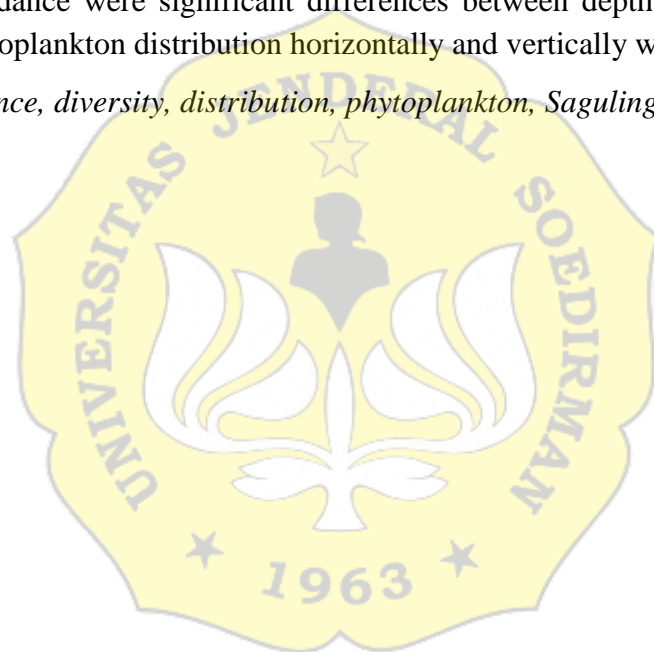 dance were significant differences between depth
oplankton distribution horizontally and vertically w
nce, diversity, distribution, phytoplankton, Saguling
UNIVERSITAS JENDERAL SOEDIRMAN
1963